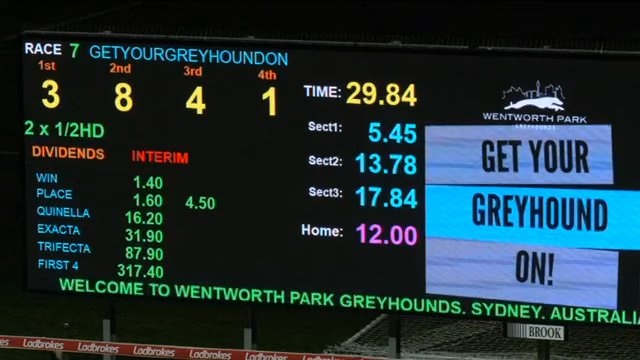 RACE 7 GETYOURGREYHOUNDON
1st 2nd 3rd 4th
3 8 4 1
2 x 1/2HD
DIVIDENDS INTERIM
WIN 1.40
PLACE 1.60 4.50
QUINELLA 16.20
EXACTA 31.90
TRIFECTA 87.90
FIRST 4 317.40
TIME: 29.84
Sect1: 5.45
Sect2: 13.78
Sect3: 17.84
Home: 12.00
WENTWORTH PARK
GREYHOUNDS
GET YOUR
GREYHOUND
ON!
WELCOME TO WENTWORTH PARK GREYHOUNDS. SYDNEY. AUSTRALIA
BROOK
Ladbrokes Ladbrokes Ladbrokes